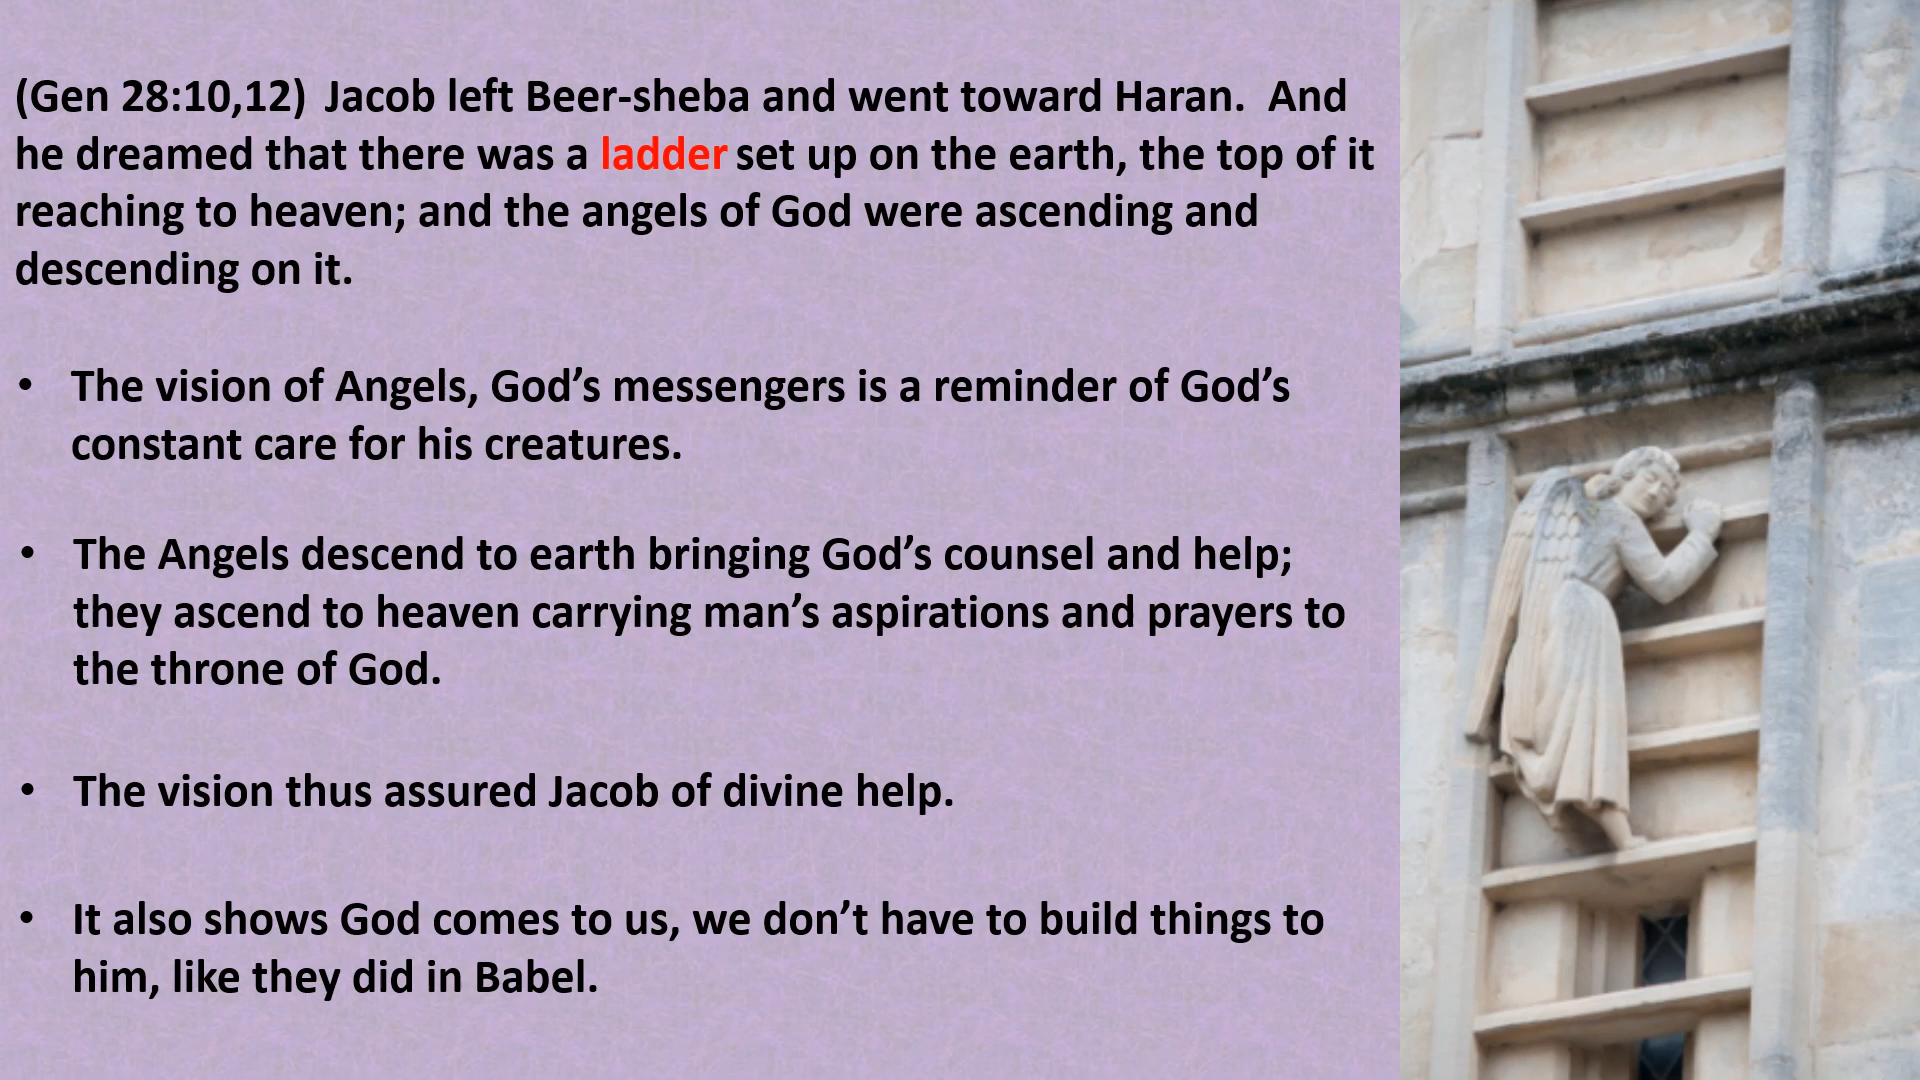 (Gen 28:10,12) Jacob left Beer-sheba and went toward Haran. And
he dreamed that there was a ladder set up on the earth, the top of it
reaching to heaven; and the angels of God were ascending and
descending on it.
• The vision of Angels, God’s messengers is a reminder of God’s
constant care for his creatures.
• The Angels descend to earth bringing God’s counsel and help;
they ascend to heaven carrying man’s aspirations and prayers to
the throne of God.
• The vision thus assured Jacob of divine help.
• It also shows God comes to us, we don’t have to build things to
him, like they did in Babel.